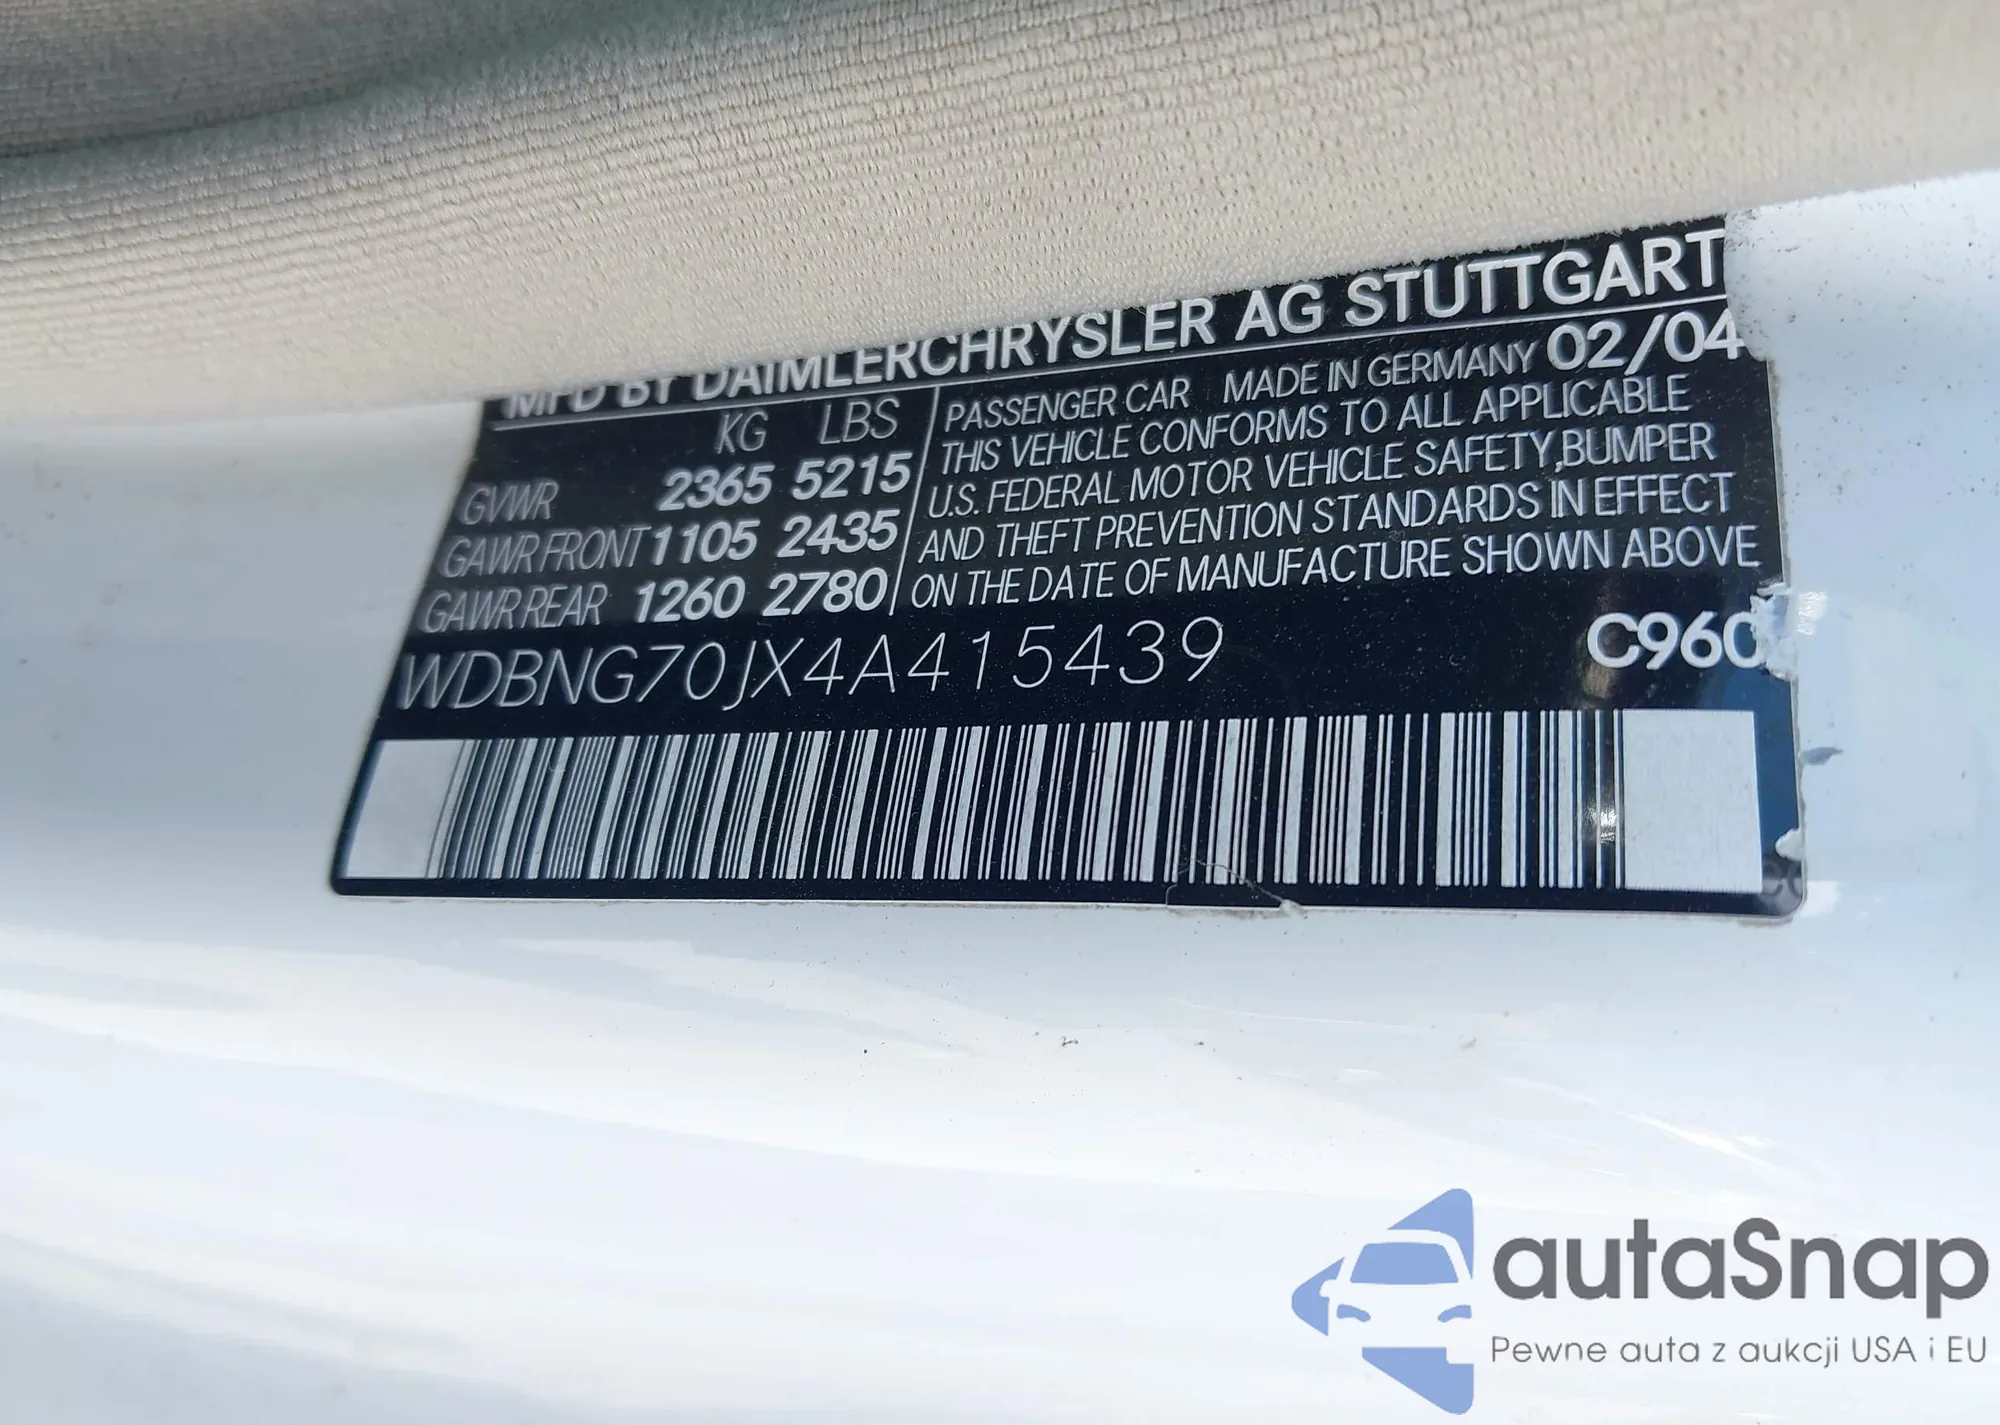 MFD BY DAIMLERCHRYSLER AG STUTTGART
KG LBS
GVWR 2365 5215
GAWR FRONT 1105 2435
GAWR REAR 1260 2780
PASSENGER CAR MADE IN GERMANY 02/04
THIS VEHICLE CONFORMS TO ALL APPLICABLE
U.S. FEDERAL MOTOR VEHICLE SAFETY,BUMPER
AND THEFT PREVENTION STANDARDS IN EFFECT
ON THE DATE OF MANUFACTURE SHOWN ABOVE
WDBNG70JX4A415439
C960
autaSnap
Pewne auta z aukcji USA i EU